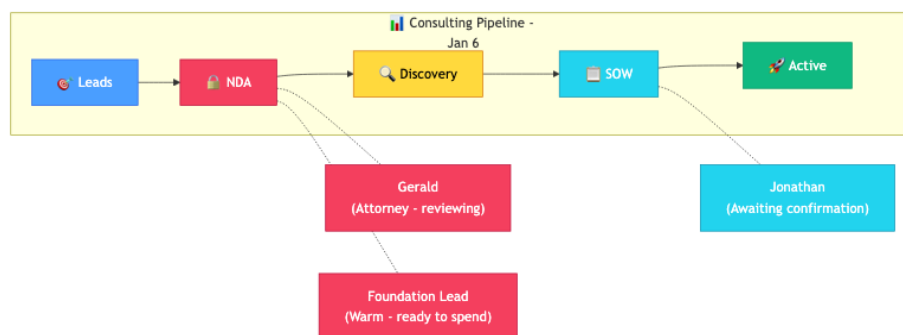 📊 Consulting Pipeline -
Jan 6
🎯 Leads
🔒 NDA
🔍 Discovery
📋 SOW
🚀 Active
Gerald
(Attorney - reviewing)
Jonathan
(Awaiting confirmation)
Foundation Lead
(Warm - ready to spend)